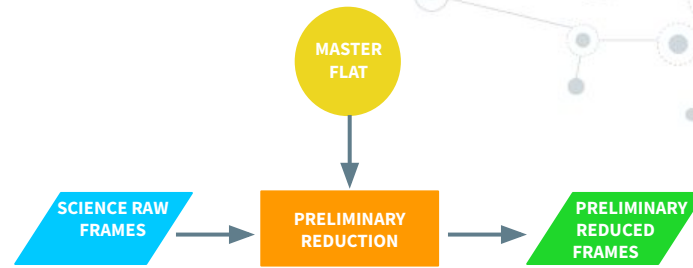 MASTER
FLAT
SCIENCE RAW
FRAMES
PRELIMINARY
REDUCTION
PRELIMINARY
REDUCED
FRAMES